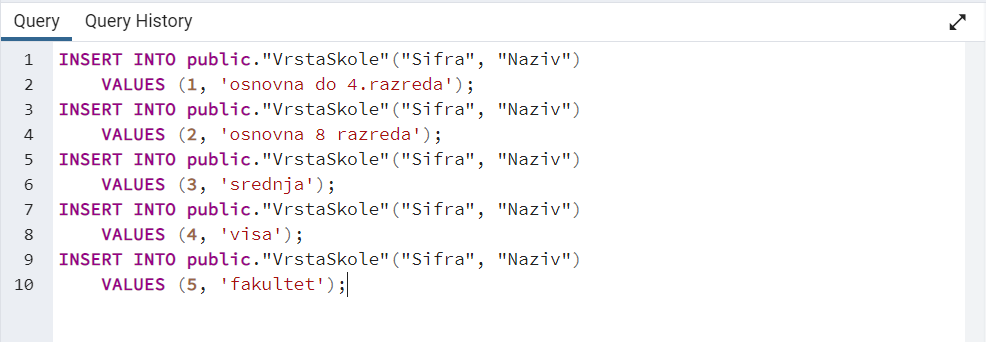 Query Query History
1 INSERT INTO public."VrstaSkole"("Sifra", "Naziv")
2 VALUES (1, 'osnovna do 4.razreda');
3 INSERT INTO public."VrstaSkole"("Sifra", "Naziv")
4 VALUES (2, 'osnovna 8 razreda');
5 INSERT INTO public."VrstaSkole"("Sifra", "Naziv")
6 VALUES (3, 'srednja');
7 INSERT INTO public."VrstaSkole"("Sifra", "Naziv")
8 VALUES (4, 'visa');
9 INSERT INTO public."VrstaSkole"("Sifra", "Naziv")
10 VALUES (5, 'fakultet');